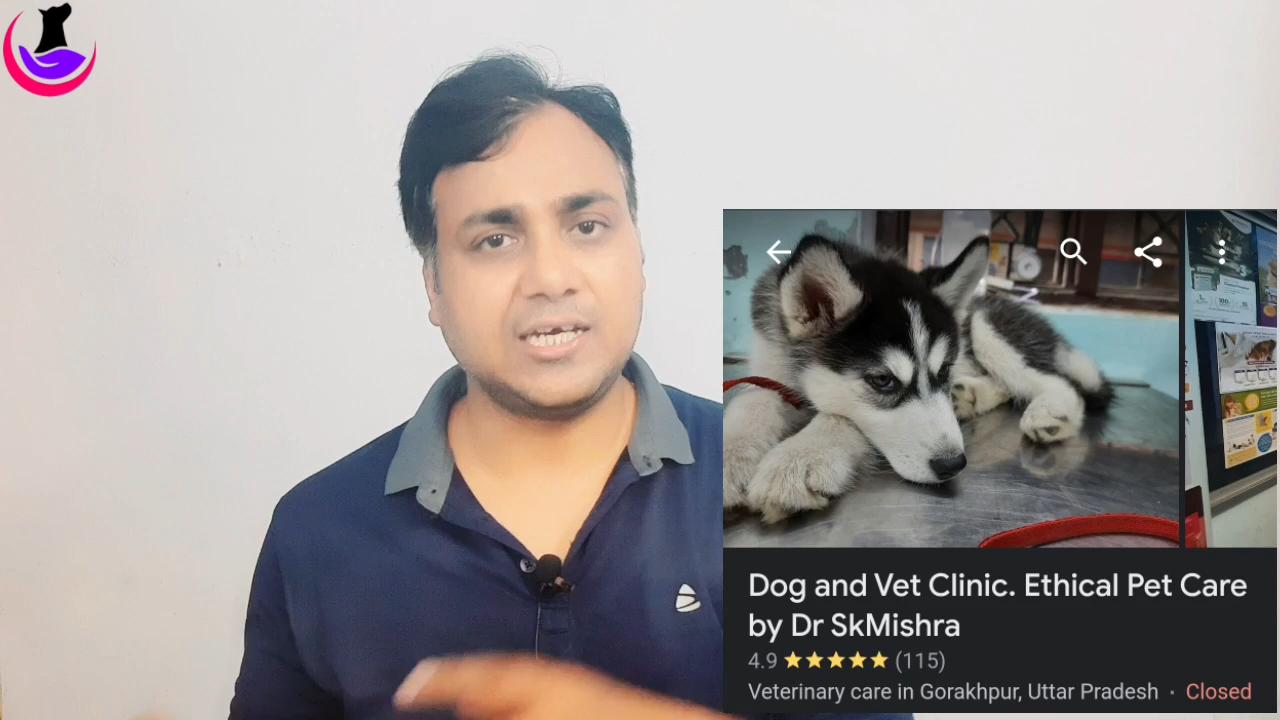 Dog and Vet Clinic. Ethical Pet Care
by Dr SkMishra
4.9 ★★★★★ (115)
Veterinary care in Gorakhpur, Uttar Pradesh · Closed